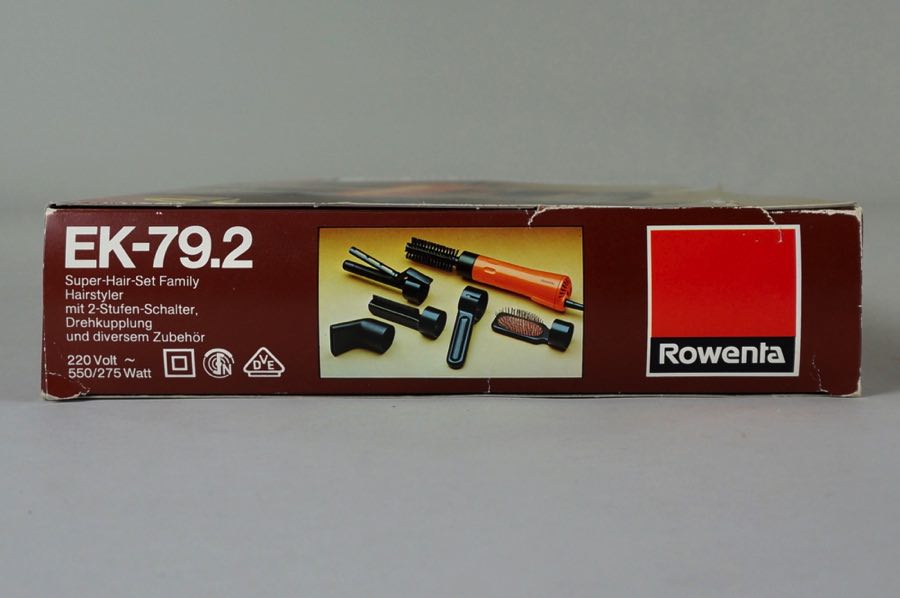 EK-79.2
Super-Hair-Set Family
Hairstyler
mit 2-Stufen-Schalter,
Drehkupplung
und diversem Zubehör
220 Volt ~
550/275 Watt
VDE
Rowenta